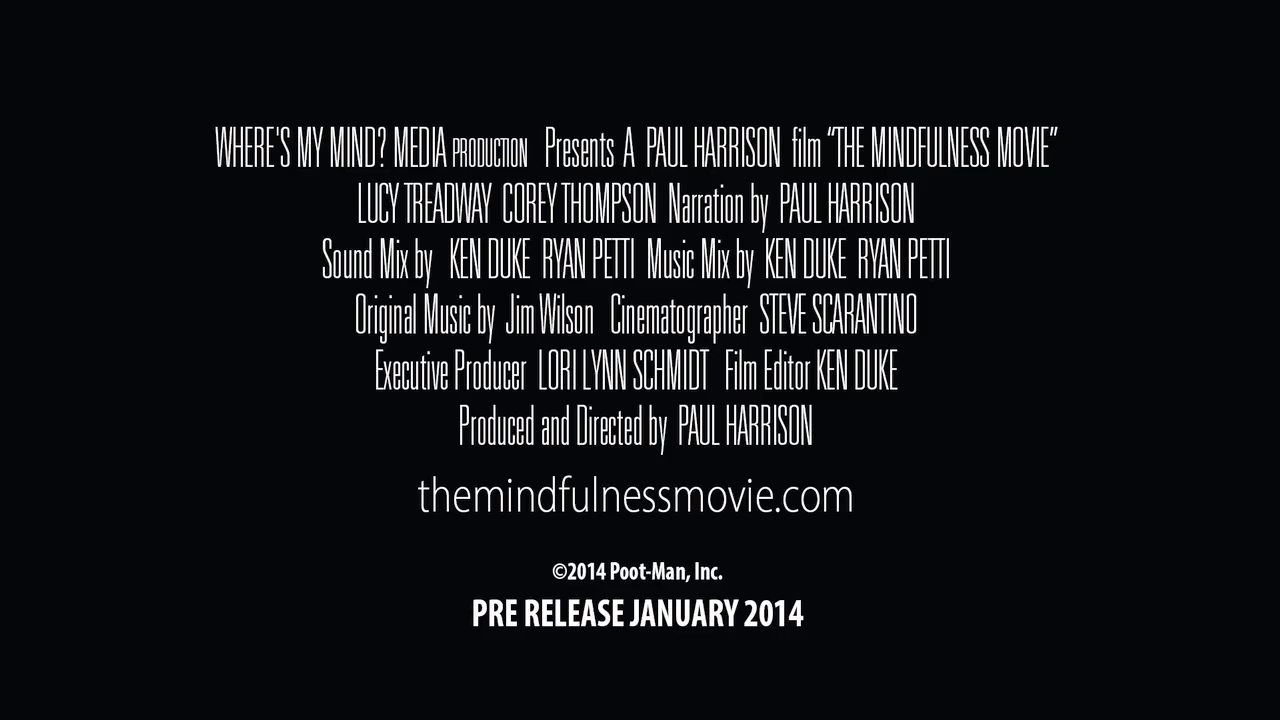 WHERE'S MY MIND? MEDIA PRODUCTION Presents A PAUL HARRISON film “THE MINDFULNESS MOVIE”
LUCY TREADWAY COREY THOMPSON Narration by PAUL HARRISON
Sound Mix by KEN DUKE RYAN PETTI Music Mix by KEN DUKE RYAN PETTI
Original Music by Jim Wilson Cinematographer STEVE SCARANTINO
Executive Producer LORI LYNN SCHMIDT Film Editor KEN DUKE
Produced and Directed by PAUL HARRISON
themindfulnessmovie.com
©2014 Poot-Man, Inc.
PRE RELEASE JANUARY 2014